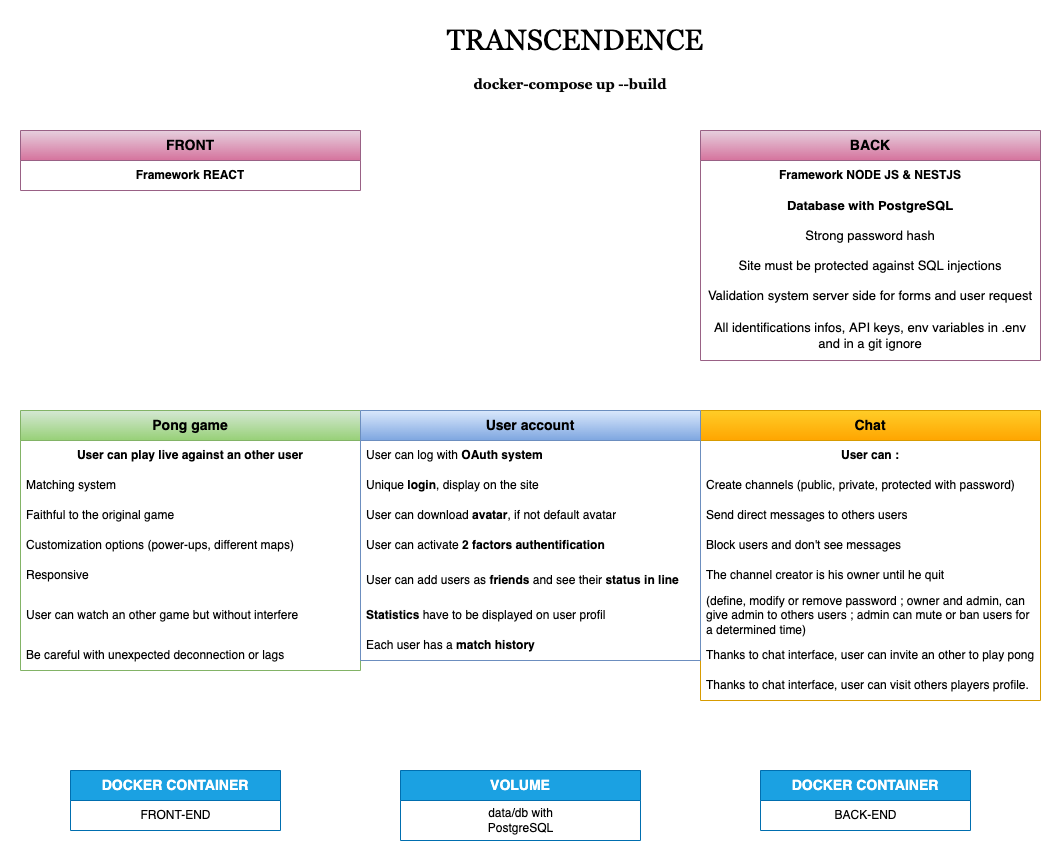 TRANSCENDENCE
docker-compose up --build
FRONT
Framework REACT
BACK
Framework NODE JS & NESTJS
Database with PostgreSQL
Strong password hash
Site must be protected against SQL injections
Validation system server side for forms and user request
All identifications infos, API keys, env variables in .env
and in a git ignore
Pong game
User can play live against an other user
Matching system
Faithful to the original game
Customization options (power-ups, different maps)
Responsive
User can watch an other game but without interfere
Be careful with unexpected deconnection or lags
User account
User can log with OAuth system
Unique login, display on the site
User can download avatar, if not default avatar
User can activate 2 factors authentification
User can add users as friends and see their status in line
Statistics have to be displayed on user profil
Each user has a match history
Chat
User can :
Create channels (public, private, protected with password)
Send direct messages to others users
Block users and don't see messages
The channel creator is his owner until he quit
(define, modify or remove password ; owner and admin, can
give admin to others users ; admin can mute or ban users for
a determined time)
Thanks to chat interface, user can invite an other to play pong
Thanks to chat interface, user can visit others players profile.
DOCKER CONTAINER
FRONT-END
VOLUME
data/db with
PostgreSQL
DOCKER CONTAINER
BACK-END